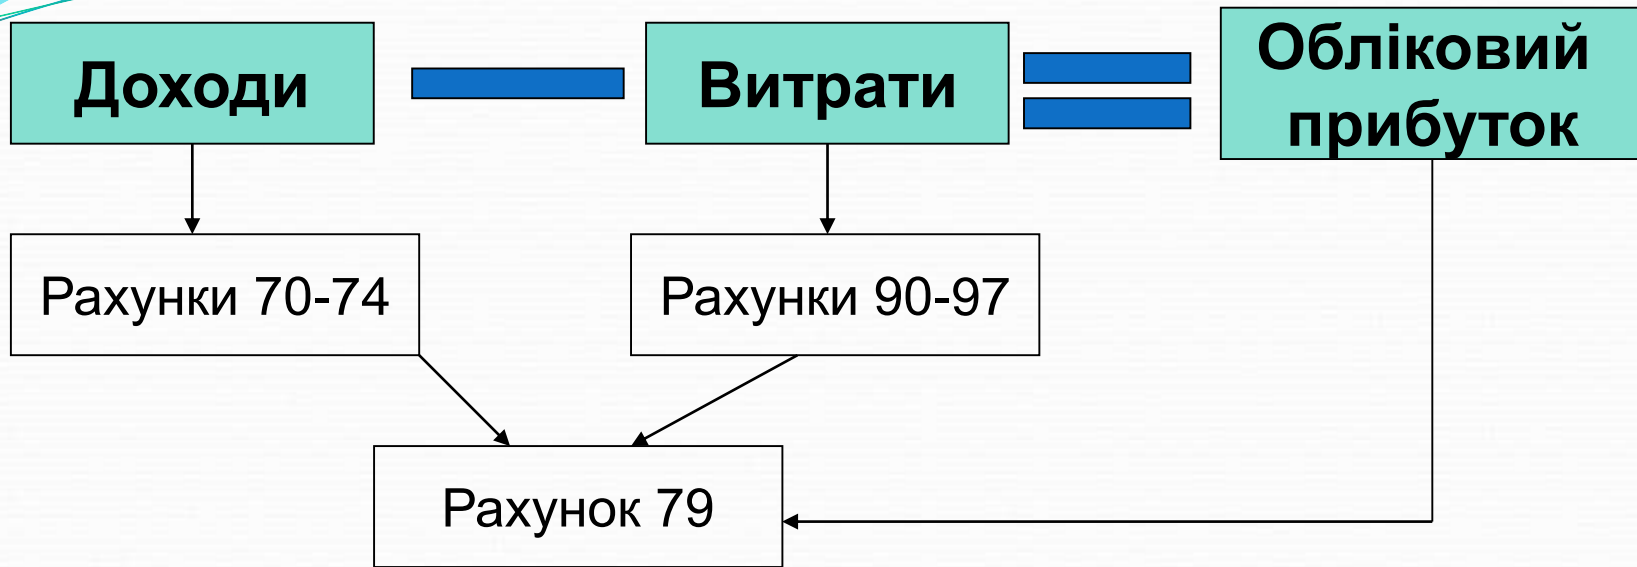 Доходи
Витрати
Обліковий
прибуток
Рахунки 70-74
Рахунки 90-97
Рахунок 79